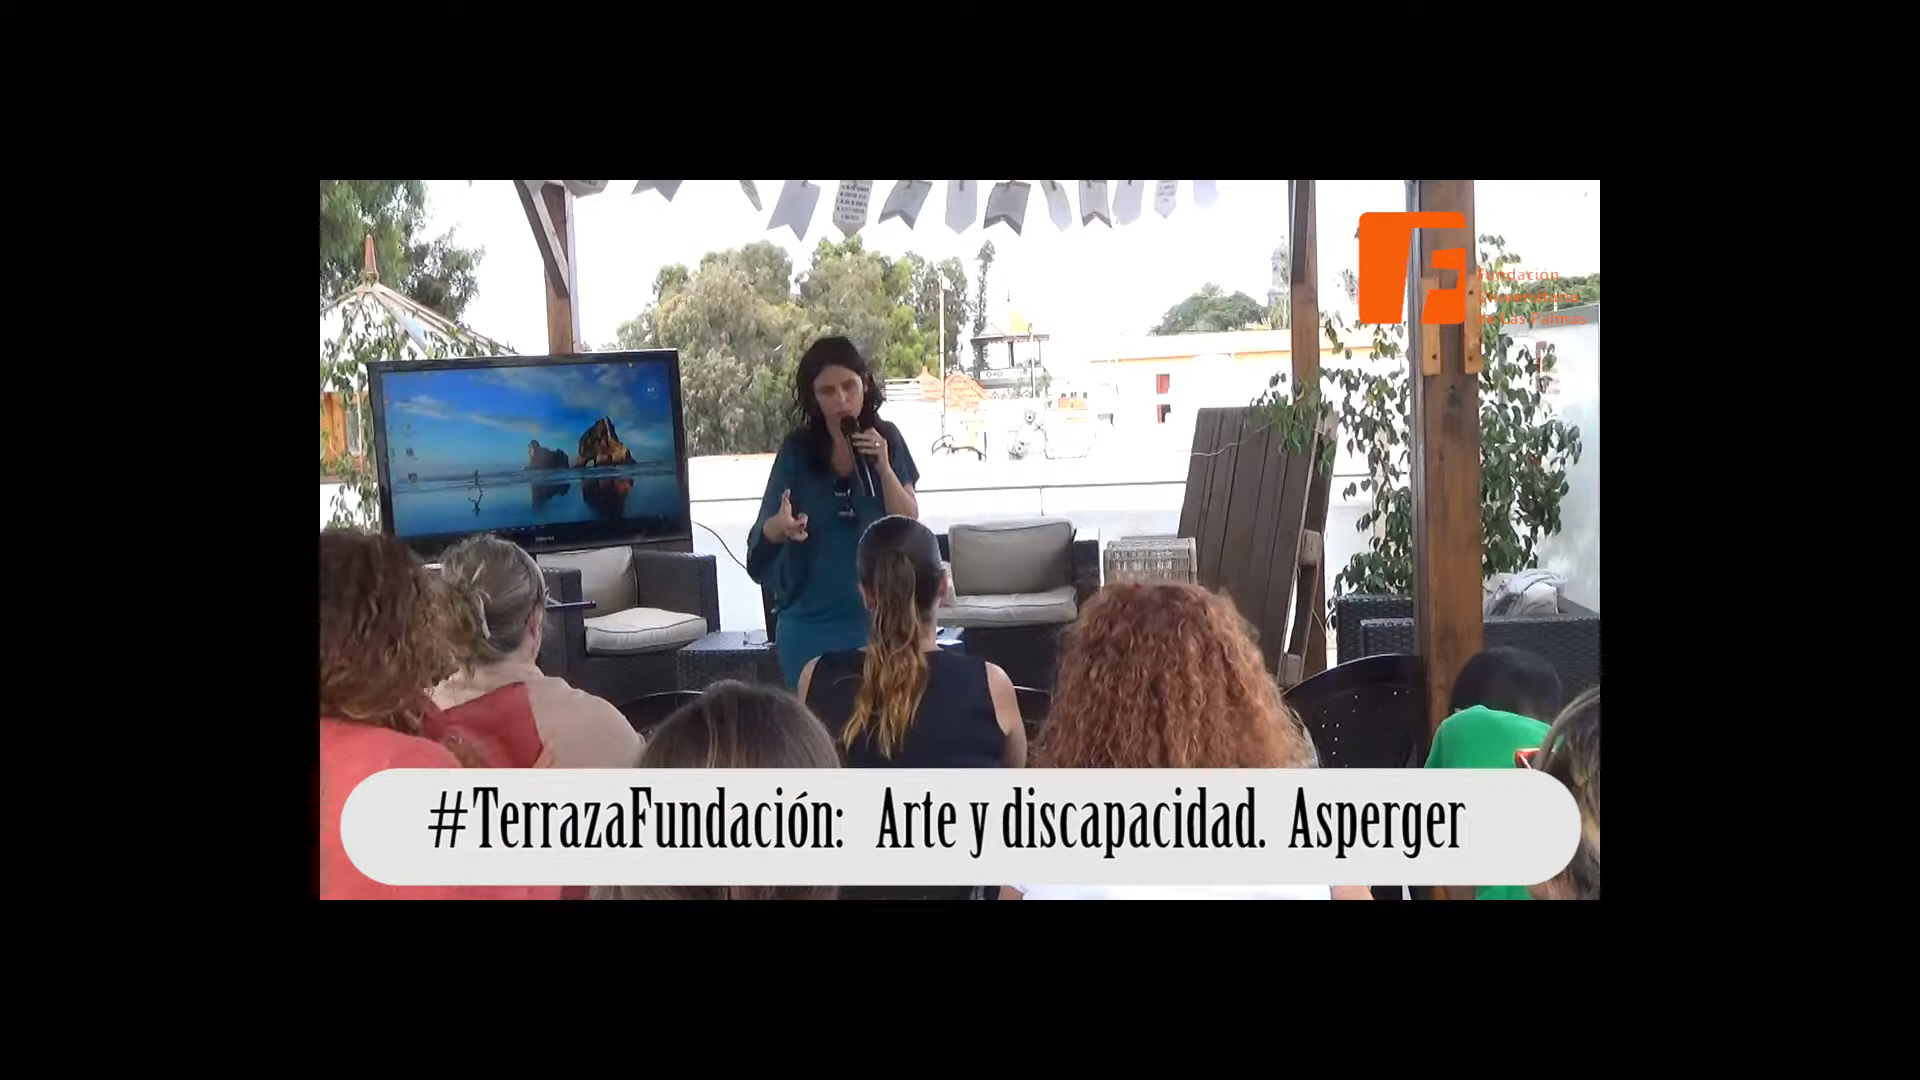 Fundación
Universitaria
de Las Palmas
#TerrazaFundación: Arte y discapacidad. Asperger